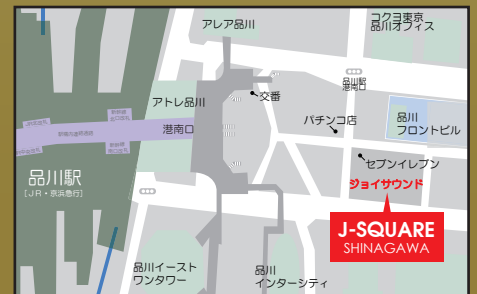 アレア品川
コクヨ東京
品川オフィス
品川駅
港南口
アトレ品川
交番
パチンコ店
品川
フロントビル
港南口
セブンイレブン
品川駅
[JR・京浜急行]
ジョイサウンド
J-SQUARE
SHINAGAWA
品川イースト
ワンタワー
品川
インターシティ